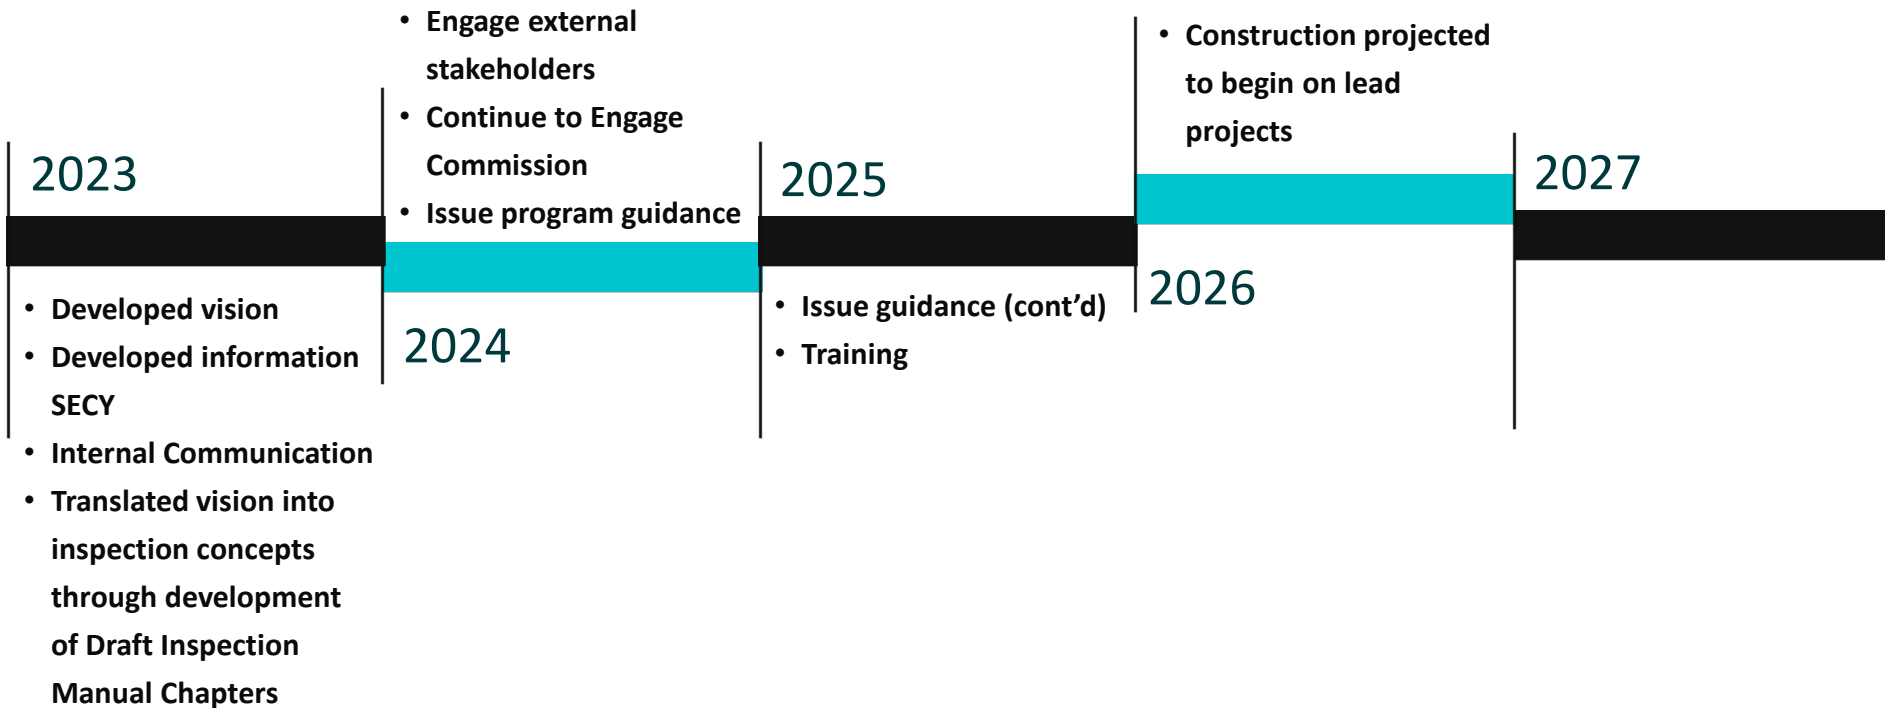 2023
• Developed vision
• Developed information
SECY
• Internal Communication
• Translated vision into
inspection concepts
through development
of Draft Inspection
Manual Chapters
• Engage external
stakeholders
• Continue to Engage
Commission
• Issue program guidance
2024
2025
• Issue guidance (cont’d)
• Training
• Construction projected
to begin on lead
projects
2026
2027